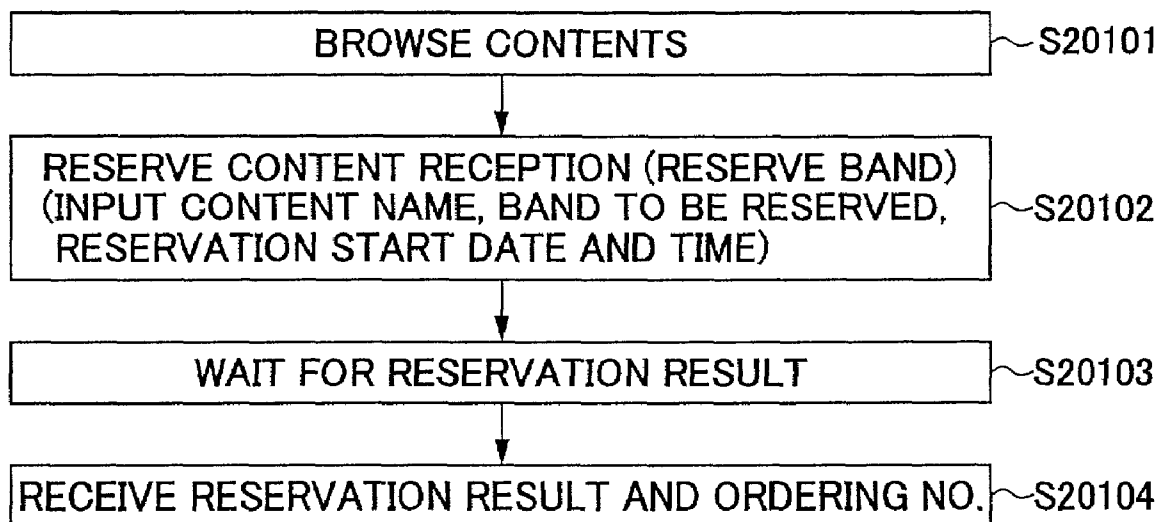 BROWSE CONTENTS
S20101
RESERVE CONTENT RECEPTION (RESERVE BAND)
(INPUT CONTENT NAME, BAND TO BE RESERVED,
RESERVATION START DATE AND TIME)
S20102
WAIT FOR RESERVATION RESULT
S20103
RECEIVE RESERVATION RESULT AND ORDERING NO.
S20104